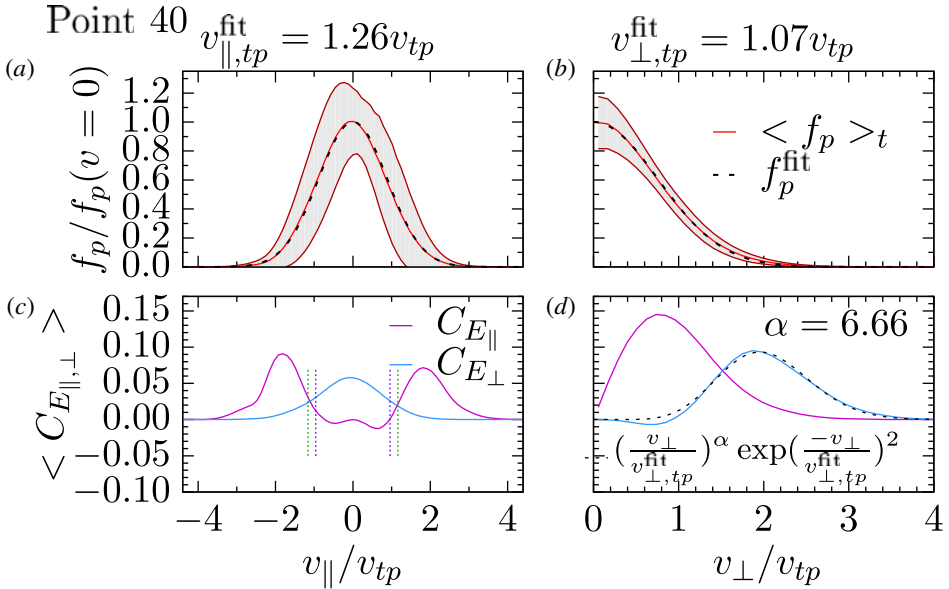 Point 40
v^fit_∥,tp = 1.26v_tp
v^fit_⊥,tp = 1.07v_tp
(a)
(b)
f_p/f_p(v = 0)
1.2
1.0
0.8
0.6
0.4
0.2
0.0
< f_p >_t
f_p^fit
(c)
(d)
< C_E∥,⊥ >
0.15
0.10
0.05
0.00
−0.05
−0.10
C_E∥
C_E⊥
α = 6.66
(v_⊥/v^fit_⊥,tp)^α exp(−v_⊥/v^fit_⊥,tp)^2
−4 −2 0 2 4
0 1 2 3 4
v_∥/v_tp
v_⊥/v_tp